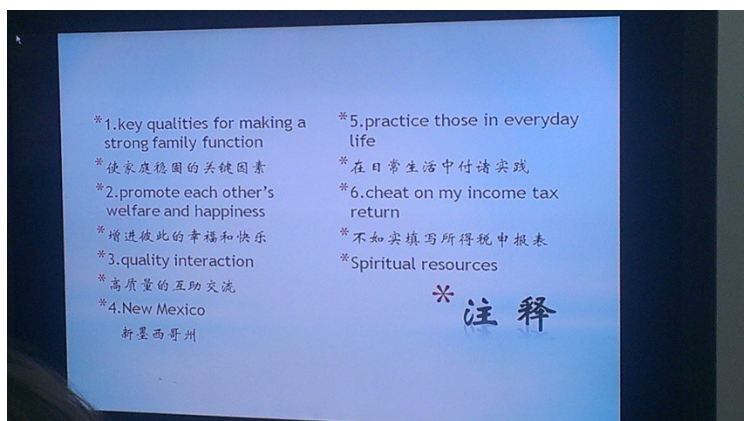 *1.key qualities for making a
strong family function
*使家庭稳固的关键因素
*2.promote each other's
welfare and happiness
*增进彼此的幸福和快乐
*3.quality interaction
*高质量的互助交流
*4.New Mexico
新墨西哥州
*5.practice those in everyday
life
*在日常生活中付诸实践
*6.cheat on my income tax
return
*不如实填写所得税申报表
*Spiritual resources
*注 释